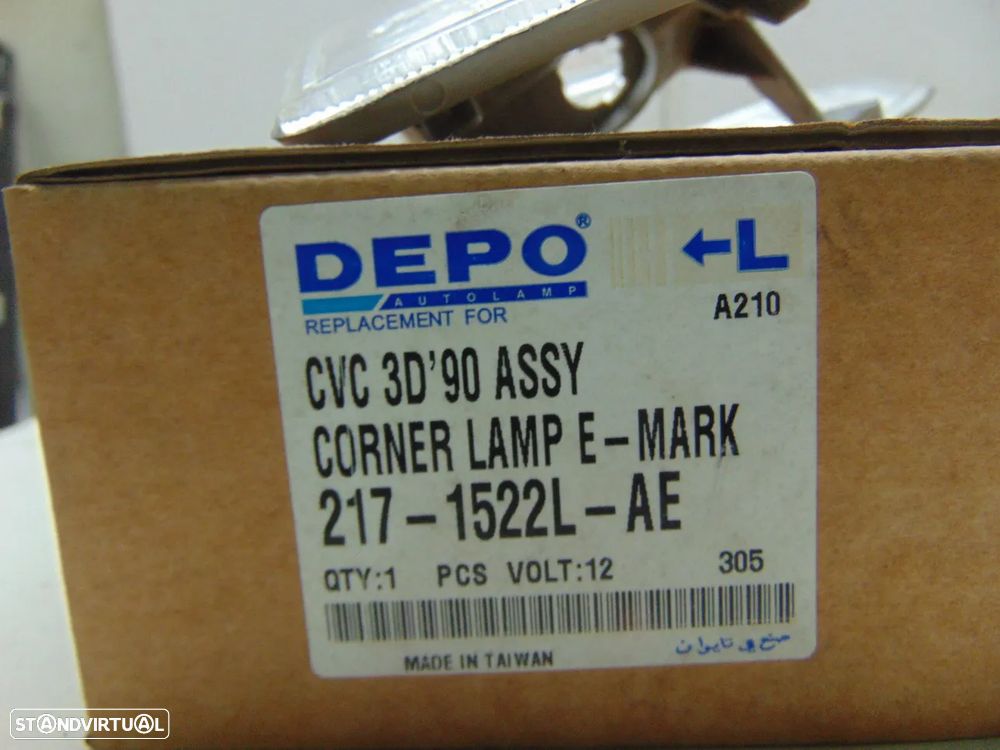 DEPO®
←L
AUTOLAMP
A210
REPLACEMENT FOR
CVC 3D'90 ASSY
CORNER LAMP E-MARK
217-1522L-AE
QTY:1 PCS VOLT:12 305
صنع في تايوان
MADE IN TAIWAN
STANDVIRTUAL